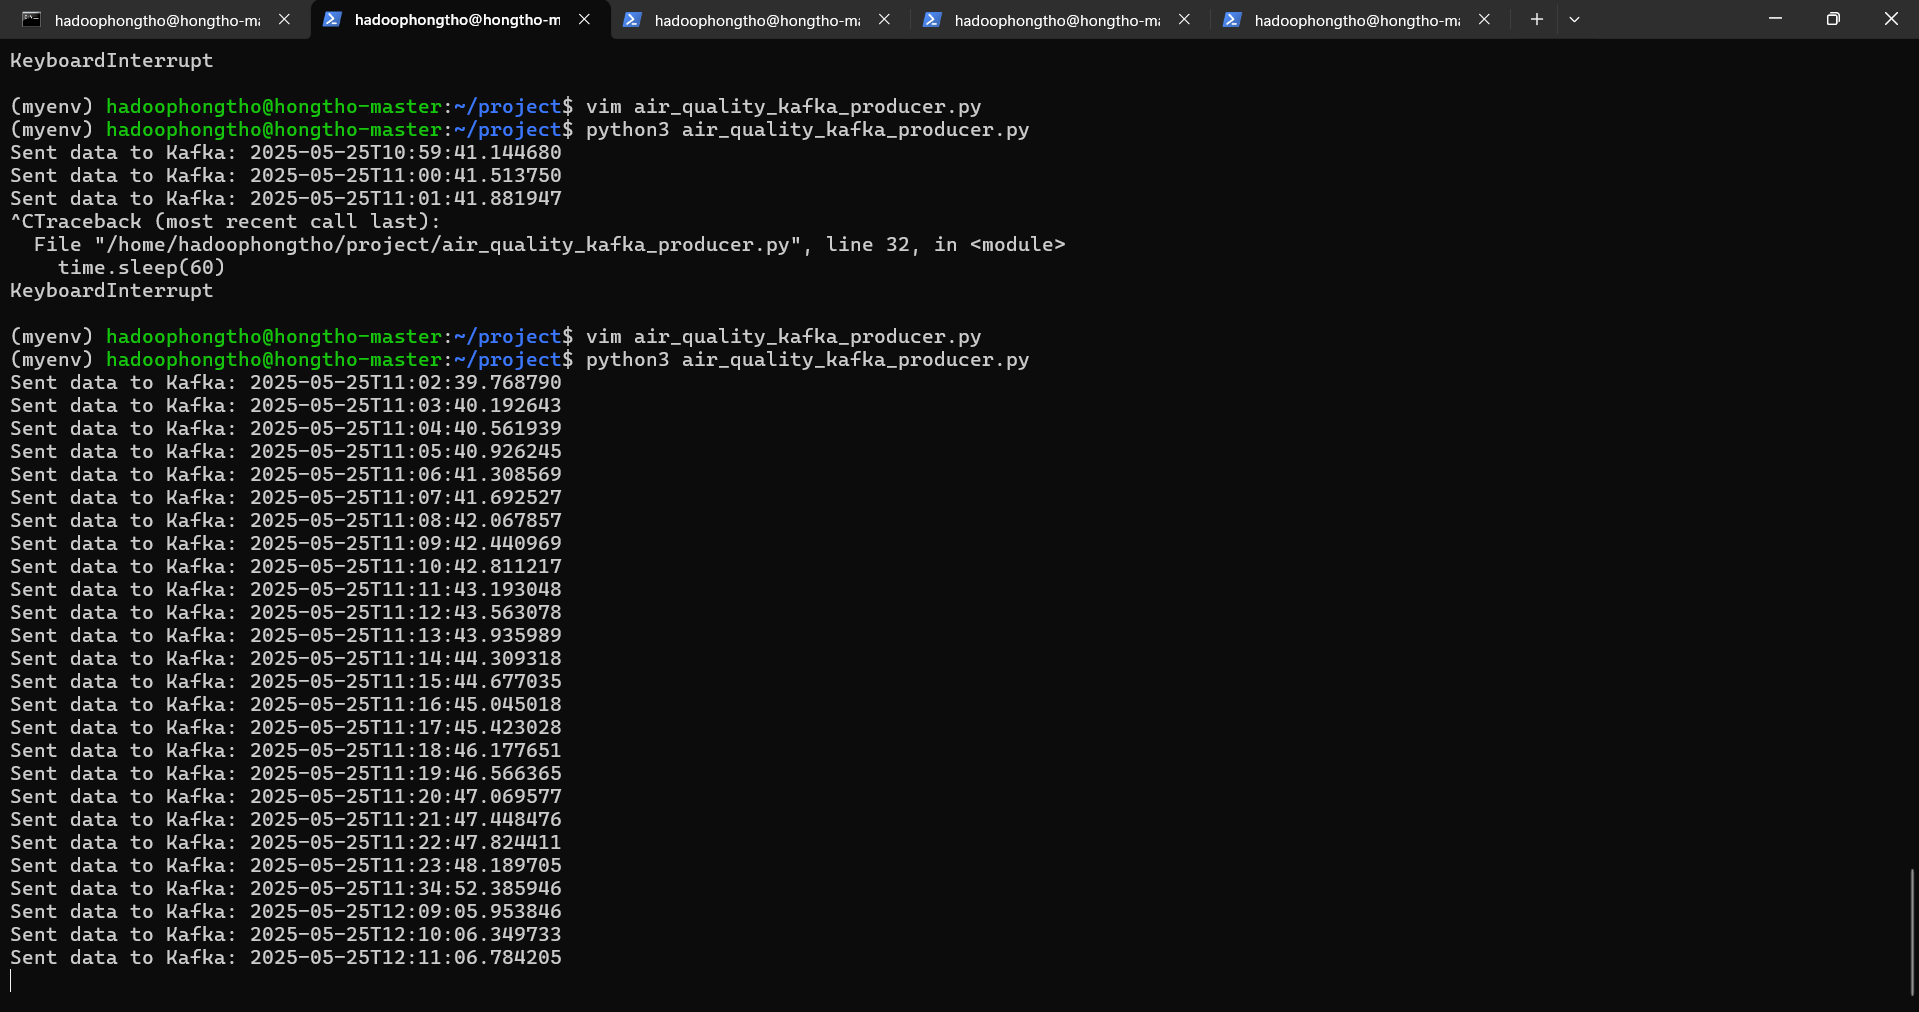 hadoophongtho@hongtho-ma
hadoophongtho@hongtho-m
hadoophongtho@hongtho-ma
hadoophongtho@hongtho-ma
hadoophongtho@hongtho-ma
KeyboardInterrupt
(myenv) hadoophongtho@hongtho-master:~/project$ vim air_quality_kafka_producer.py
(myenv) hadoophongtho@hongtho-master:~/project$ python3 air_quality_kafka_producer.py
Sent data to Kafka: 2025-05-25T10:59:41.144680
Sent data to Kafka: 2025-05-25T11:00:41.513750
Sent data to Kafka: 2025-05-25T11:01:41.881947
^CTraceback (most recent call last):
  File "/home/hadoophongtho/project/air_quality_kafka_producer.py", line 32, in <module>
    time.sleep(60)
KeyboardInterrupt
(myenv) hadoophongtho@hongtho-master:~/project$ vim air_quality_kafka_producer.py
(myenv) hadoophongtho@hongtho-master:~/project$ python3 air_quality_kafka_producer.py
Sent data to Kafka: 2025-05-25T11:02:39.768790
Sent data to Kafka: 2025-05-25T11:03:40.192643
Sent data to Kafka: 2025-05-25T11:04:40.561939
Sent data to Kafka: 2025-05-25T11:05:40.926245
Sent data to Kafka: 2025-05-25T11:06:41.308569
Sent data to Kafka: 2025-05-25T11:07:41.692527
Sent data to Kafka: 2025-05-25T11:08:42.067857
Sent data to Kafka: 2025-05-25T11:09:42.440969
Sent data to Kafka: 2025-05-25T11:10:42.811217
Sent data to Kafka: 2025-05-25T11:11:43.193048
Sent data to Kafka: 2025-05-25T11:12:43.563078
Sent data to Kafka: 2025-05-25T11:13:43.935989
Sent data to Kafka: 2025-05-25T11:14:44.309318
Sent data to Kafka: 2025-05-25T11:15:44.677035
Sent data to Kafka: 2025-05-25T11:16:45.045018
Sent data to Kafka: 2025-05-25T11:17:45.423028
Sent data to Kafka: 2025-05-25T11:18:46.177651
Sent data to Kafka: 2025-05-25T11:19:46.566365
Sent data to Kafka: 2025-05-25T11:20:47.069577
Sent data to Kafka: 2025-05-25T11:21:47.448476
Sent data to Kafka: 2025-05-25T11:22:47.824411
Sent data to Kafka: 2025-05-25T11:23:48.189705
Sent data to Kafka: 2025-05-25T11:34:52.385946
Sent data to Kafka: 2025-05-25T12:09:05.953846
Sent data to Kafka: 2025-05-25T12:10:06.349733
Sent data to Kafka: 2025-05-25T12:11:06.784205